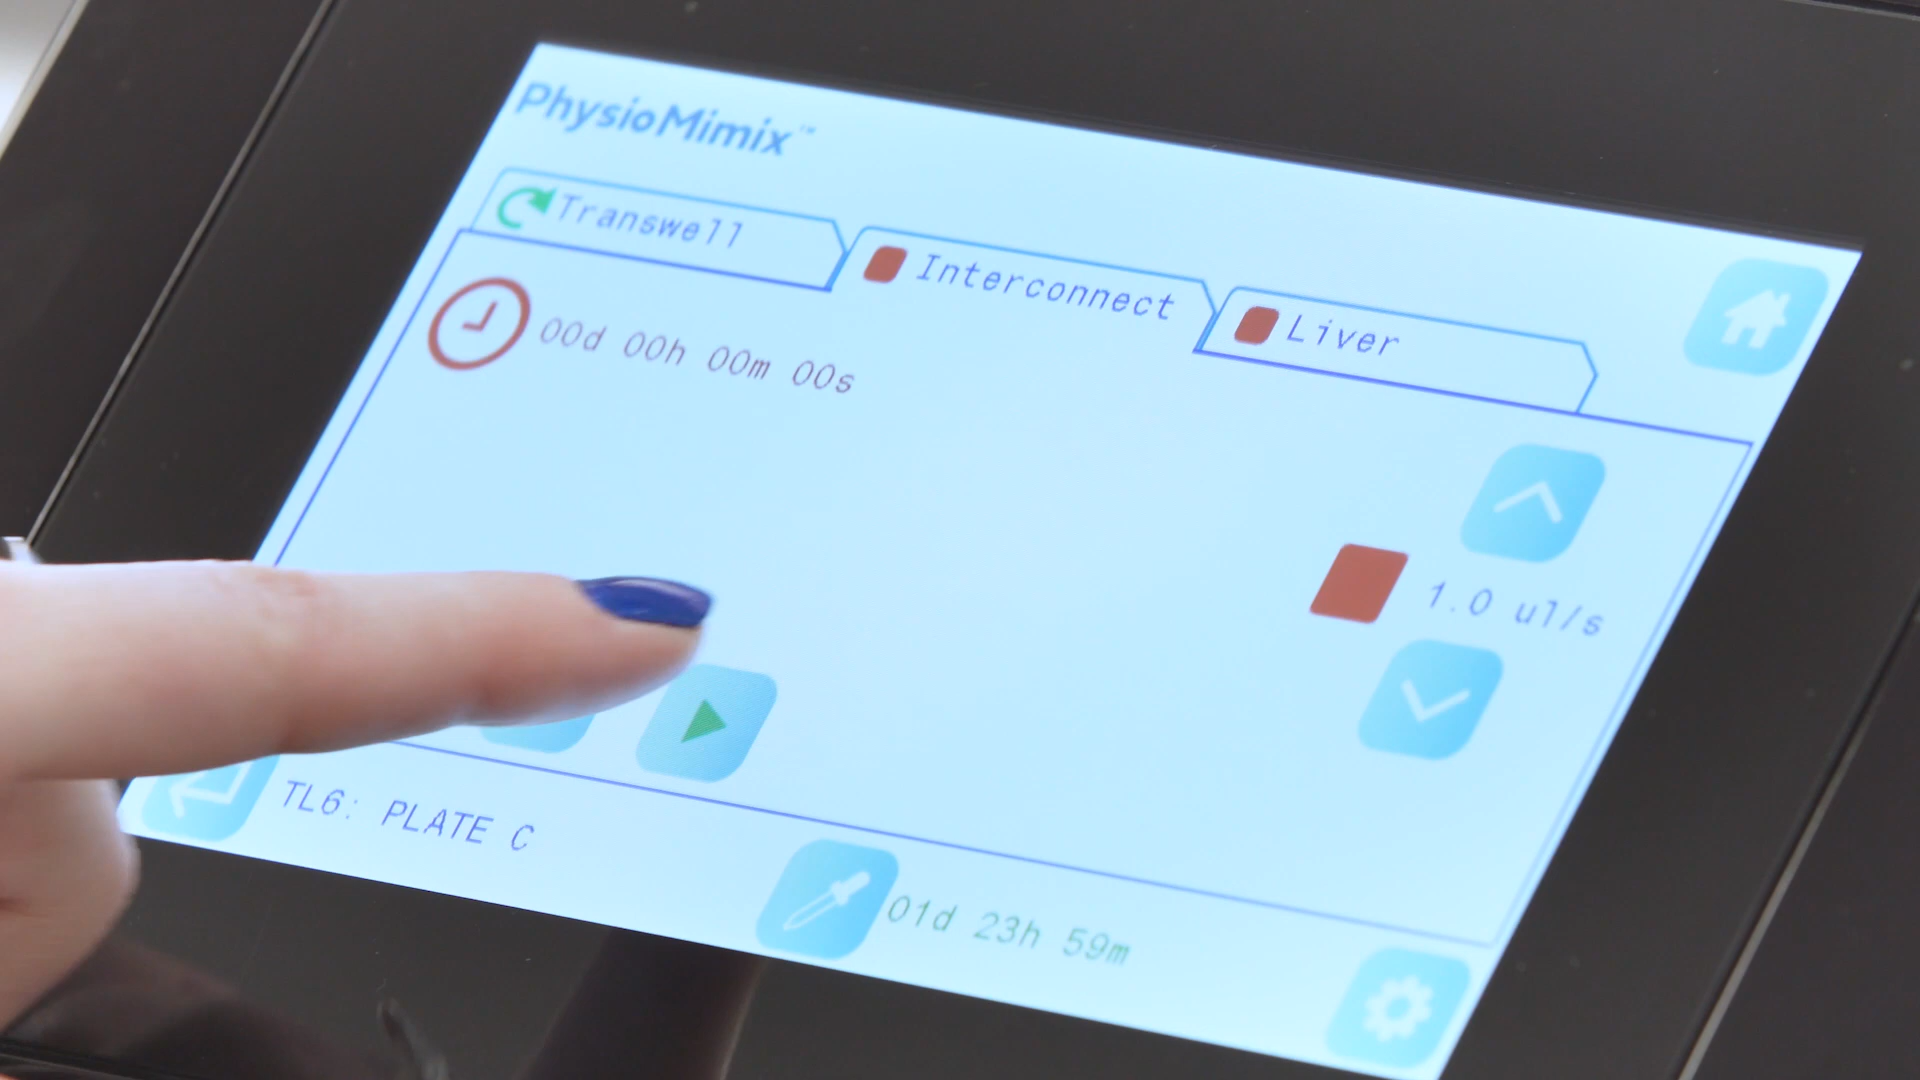 PhysioMimix™
Transwell
Interconnect
Liver
00d 00h 00m 00s
1.0 ul/s
TL6: PLATE C
01d 23h 59m